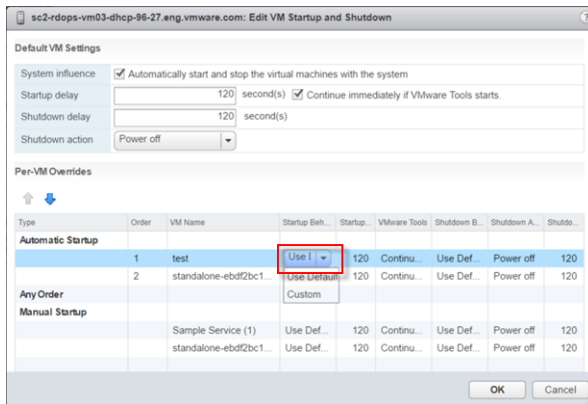 sc2-rdops-vm03-dhcp-96-27.eng.vmware.com: Edit VM Startup and Shutdown ?
Default VM Settings
System influence Automatically start and stop the virtual machines with the system
Startup delay 120 second(s) Continue immediately if VMware Tools starts.
Shutdown delay 120 second(s)
Shutdown action Power off
Per-VM Overrides
Type Order VM Name Startup Beh... Startup... VMware Tools Shutdown B... Shutdown A... Shutdo...
Automatic Startup
1 test Use 120 Continu... Use Def... Power off 120
2 standalone-ebdf2bc1... Use Default 120 Continu... Use Def... Power off 120
Custom
Any Order
Manual Startup
Sample Service (1) Use Def... 120 Continu... Use Def... Power off 120
standalone-ebdf2bc1... Use Def... 120 Continu... Use Def... Power off 120
OK Cancel